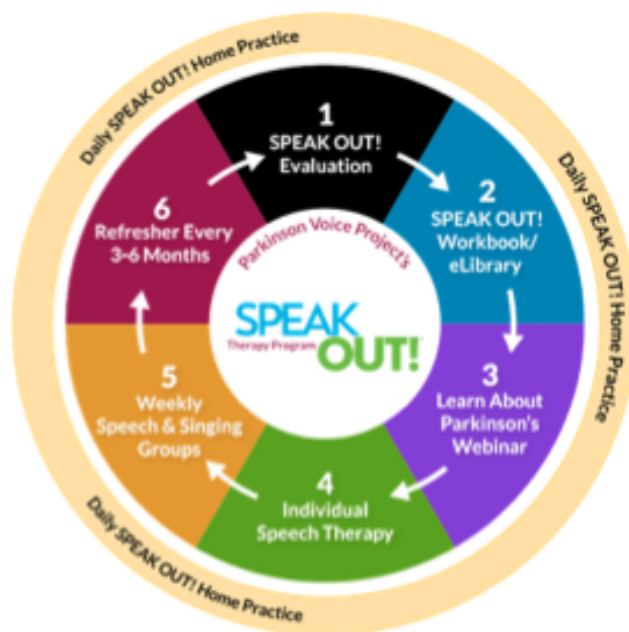 Daily SPEAK OUT! Home Practice
Daily SPEAK OUT! Home Practice
Daily SPEAK OUT! Home Practice
1
SPEAK OUT!
Evaluation
2
SPEAK OUT!
Workbook/
eLibrary
3
Learn About
Parkinson's
Webinar
4
Individual
Speech Therapy
5
Weekly
Speech & Singing
Groups
6
Refresher Every
3-6 Months
Parkinson Voice Project's
SPEAK
Therapy Program
OUT!